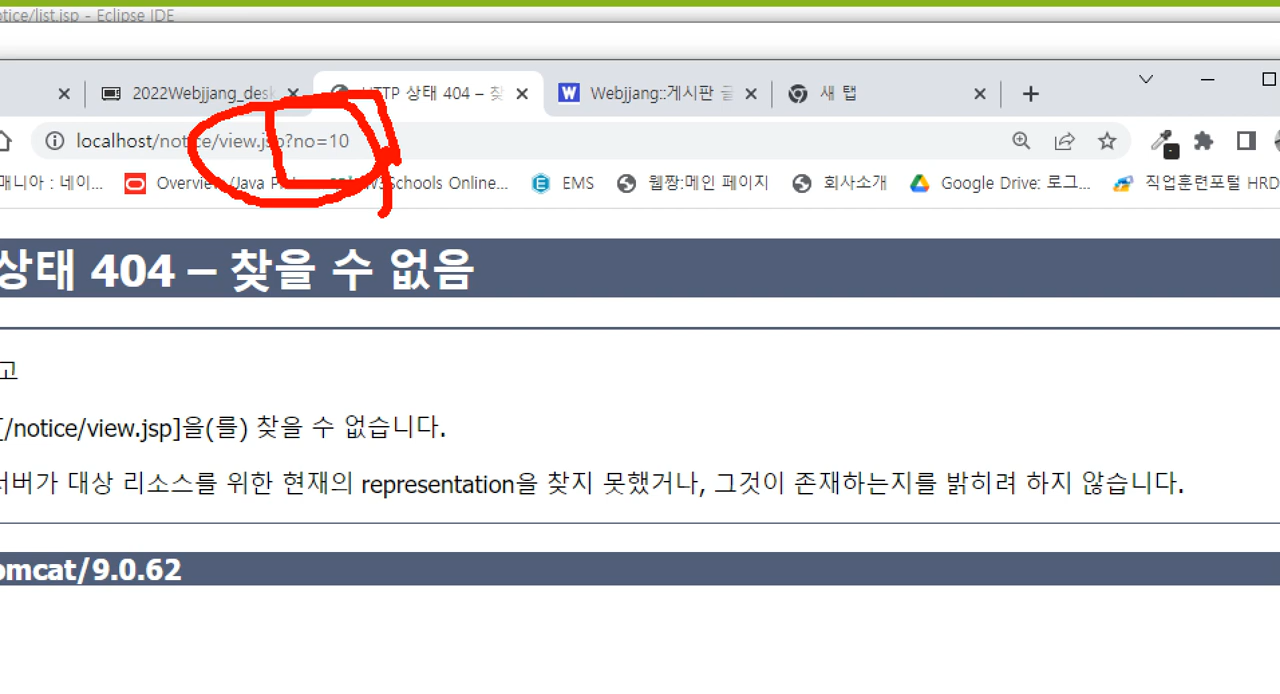 otice/list.jsp - Eclipse IDE
2022Webjjang_desk
HTTP 상태 404 – 찾
Webjjang::게시판 글
새 탭
localhost/notice/view.jsp?no=10
매니아 : 네이...
Overview (Java Pl
W3Schools Online...
EMS
웹짱:메인 페이지
회사소개
Google Drive: 로그...
직업훈련포털 HRD
상태 404 – 찾을 수 없음
고
[/notice/view.jsp]을(를) 찾을 수 없습니다.
서버가 대상 리소스를 위한 현재의 representation을 찾지 못했거나, 그것이 존재하는지를 밝히려 하지 않습니다.
omcat/9.0.62